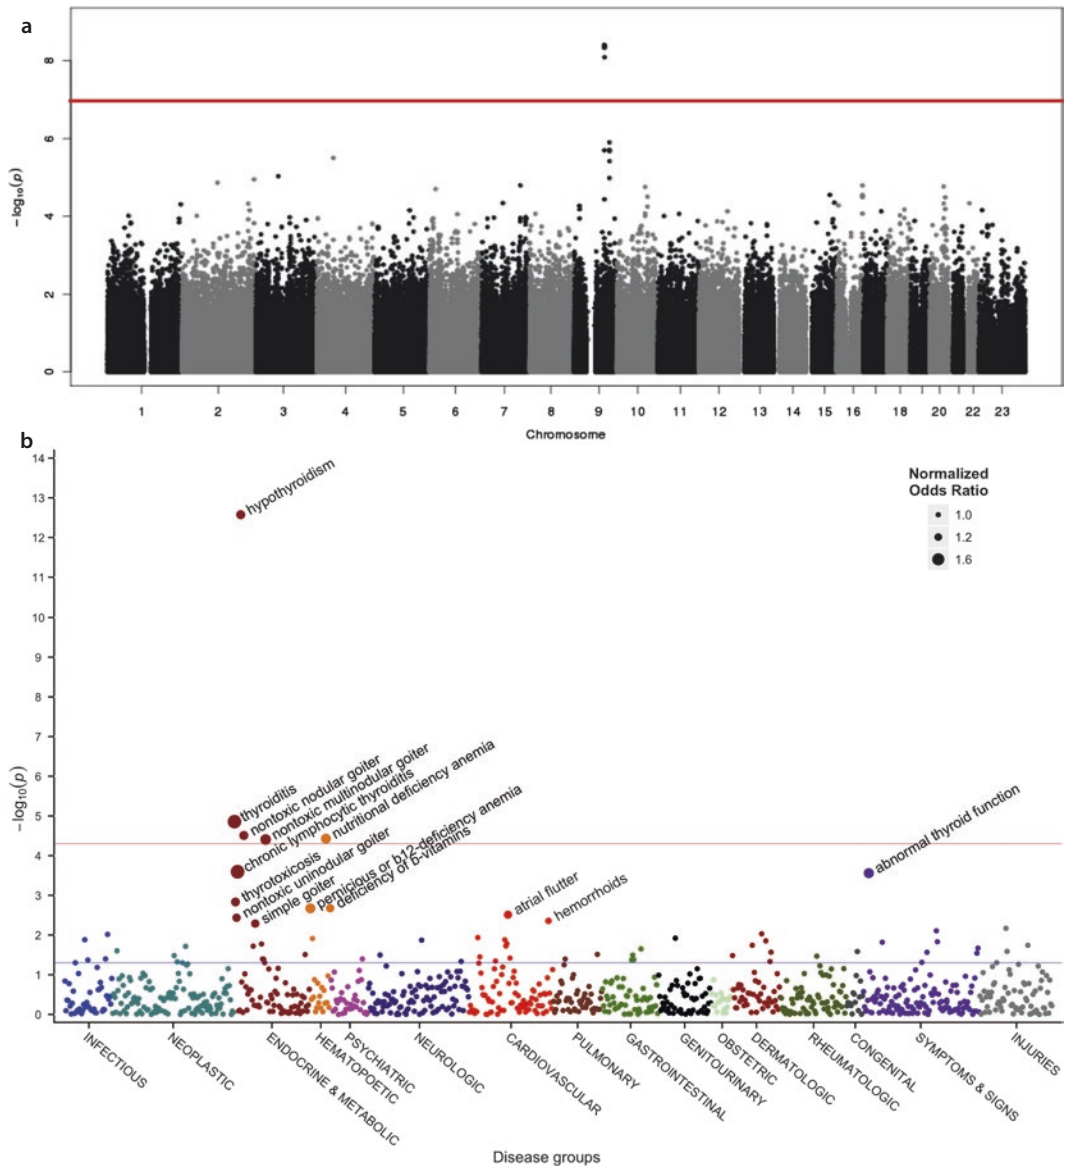 a
8
6
4
2
0
−log10(p)
1 2 3 4 5 6 7 8 9 10 11 12 13 14 15 16 18 20 22 23
Chromosome
b
14
13
12
11
10
9
8
7
6
5
4
3
2
1
0
−log10(p)
hypothyroidism
Normalized
Odds Ratio
1.0
1.2
1.6
thyroiditis
nontoxic nodular goiter
nontoxic multinodular goiter
chronic lymphocytic thyroiditis
nutritional deficiency anemia
thyrotoxicosis
nontoxic uninodular goiter
simple goiter
pernicious or b12-deficiency anemia
deficiency of b-vitamins
atrial flutter
hemorrhoids
abnormal thyroid function
INFECTIOUS
NEOPLASTIC
ENDOCRINE & METABOLIC
HEMATOPOETIC
PSYCHIATRIC
NEUROLOGIC
CARDIOVASCULAR
PULMONARY
GASTROINTESTINAL
GENITOURINARY
OBSTETRIC
DERMATOLOGIC
RHEUMATOLOGIC
CONGENITAL
SYMPTOMS & SIGNS
INJURIES
Disease groups